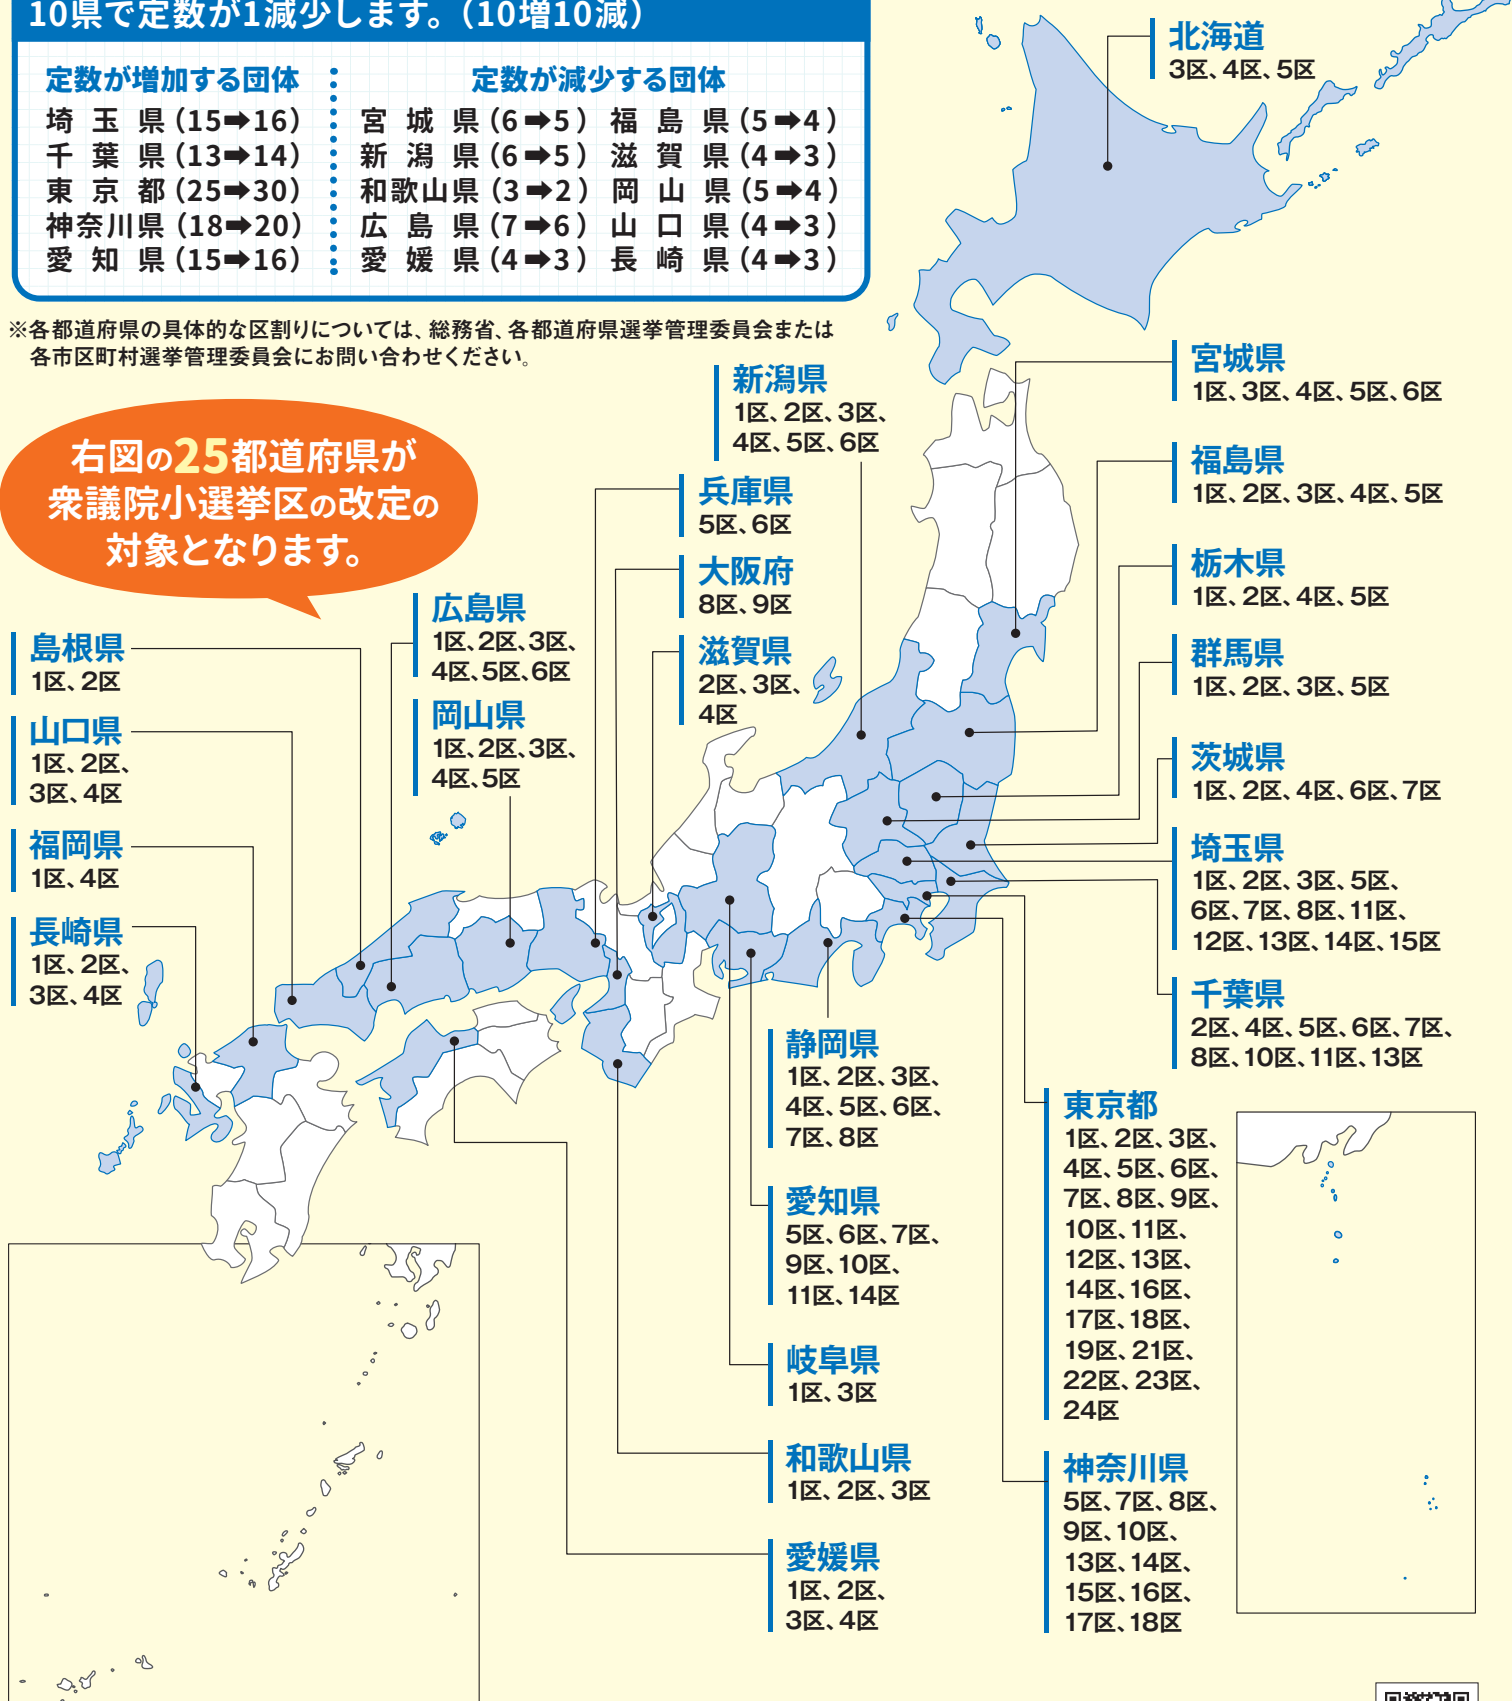 10県で定数が1減少します。（10増10減）
定数が増加する団体
埼玉県（15➡16）
千葉県（13➡14）
東京都（25➡30）
神奈川県（18➡20）
愛知県（15➡16）
定数が減少する団体
宮城県（6➡5） 福島県（5➡4）
新潟県（6➡5） 滋賀県（4➡3）
和歌山県（3➡2） 岡山県（5➡4）
広島県（7➡6） 山口県（4➡3）
愛媛県（4➡3） 長崎県（4➡3）
※各都道府県の具体的な区割りについては、総務省、各都道府県選挙管理委員会または
各市区町村選挙管理委員会にお問い合わせください。
右図の25都道府県が
衆議院小選挙区の改定の
対象となります。
北海道
3区、4区、5区
宮城県
1区、3区、4区、5区、6区
福島県
1区、2区、3区、4区、5区
栃木県
1区、2区、4区、5区
群馬県
1区、2区、3区、5区
茨城県
1区、2区、4区、6区、7区
埼玉県
1区、2区、3区、5区、
6区、7区、8区、11区、
12区、13区、14区、15区
千葉県
2区、4区、5区、6区、7区、
8区、10区、11区、13区
東京都
1区、2区、3区、
4区、5区、6区、
7区、8区、9区、
10区、11区、
12区、13区、
14区、16区、
17区、18区、
19区、21区、
22区、23区、
24区
神奈川県
5区、7区、8区、
9区、10区、
13区、14区、
15区、16区、
17区、18区
新潟県
1区、2区、3区、
4区、5区、6区
兵庫県
5区、6区
大阪府
8区、9区
滋賀県
2区、3区、
4区
広島県
1区、2区、3区、
4区、5区、6区
岡山県
1区、2区、3区、
4区、5区
島根県
1区、2区
山口県
1区、2区、
3区、4区
福岡県
1区、4区
長崎県
1区、2区、
3区、4区
静岡県
1区、2区、3区、
4区、5区、6区、
7区、8区
愛知県
5区、6区、7区、
9区、10区、
11区、14区
岐阜県
1区、3区
和歌山県
1区、2区、3区
愛媛県
1区、2区、
3区、4区